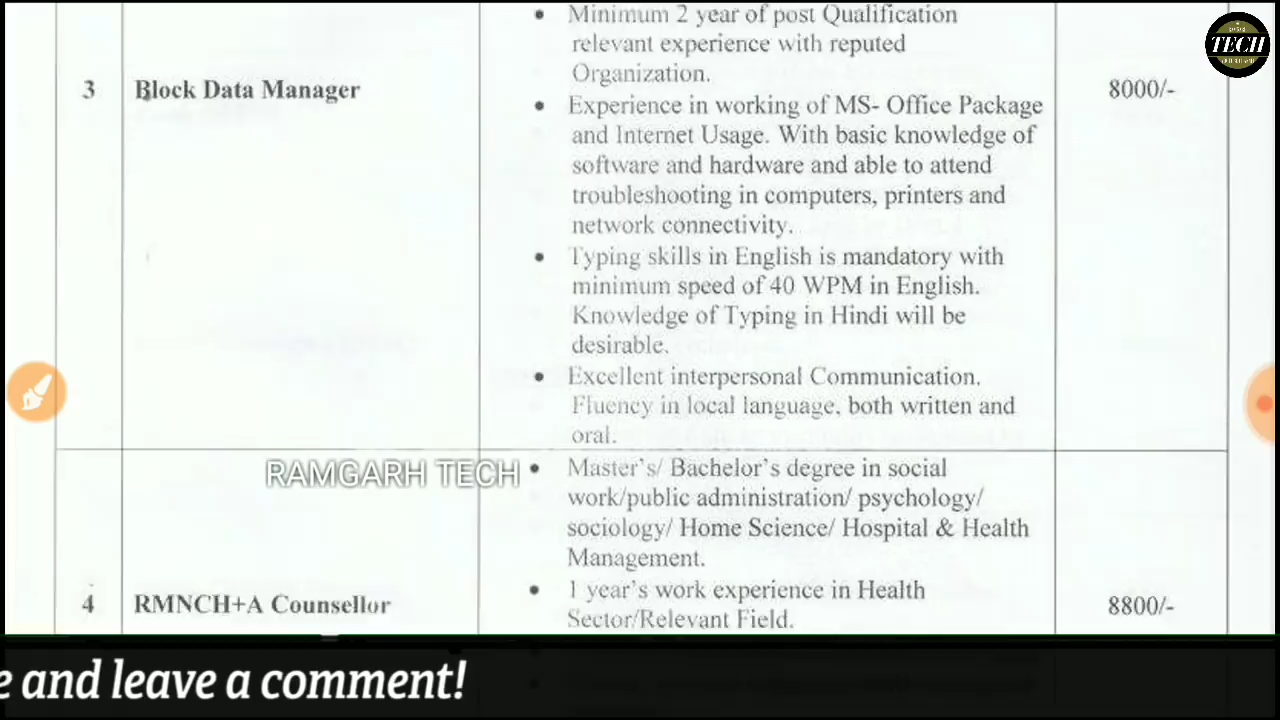 Minimum 2 year of post Qualification
relevant experience with reputed
Organization.
3 Block Data Manager 8000/-
Experience in working of MS- Office Package
and Internet Usage. With basic knowledge of
software and hardware and able to attend
troubleshooting in computers, printers and
network connectivity.
Typing skills in English is mandatory with
minimum speed of 40 WPM in English.
Knowledge of Typing in Hindi will be
desirable.
Excellent interpersonal Communication.
Fluency in local language, both written and
oral.
Master's/ Bachelor's degree in social
work/public administration/ psychology/
sociology/ Home Science/ Hospital & Health
Management.
4 RMNCH+A Counsellor 8800/-
1 year's work experience in Health
Sector/Relevant Field.
RAMGARH TECH
TECH
e and leave a comment!